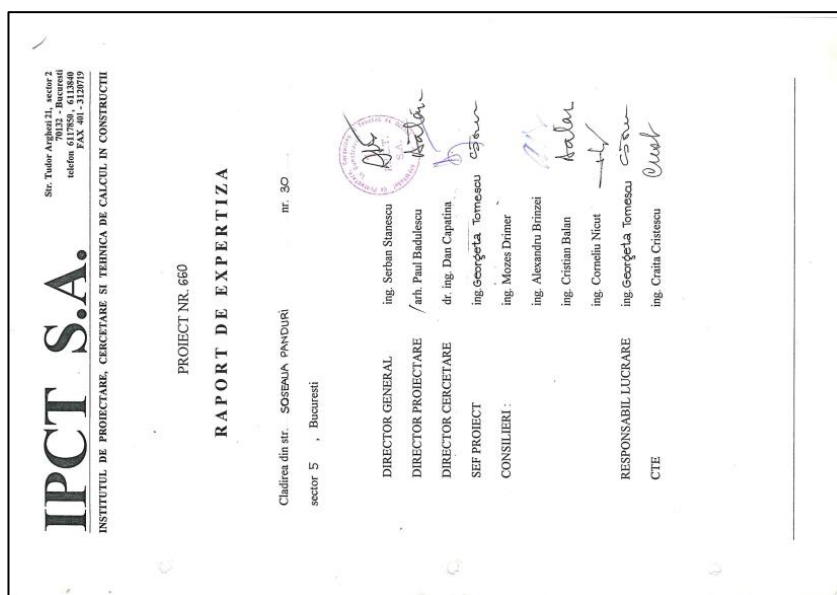 IPCT S.A.
Str. Tudor Arghezi 21, sector 2
70132 - Bucuresti
telefon 6117850, 6113840
FAX 401 - 3120719
INSTITUTUL DE PROIECTARE, CERCETARE SI TEHNICA DE CALCUL IN CONSTRUCTII
PROIECT NR. 660
RAPORT DE EXPERTIZA
Cladirea din str. SOSEAUA PANDURI nr. 30
sector 5 , Bucuresti
DIRECTOR GENERAL ing. Serban Stanescu
DIRECTOR PROIECTARE /arh. Paul Badulescu
DIRECTOR CERCETARE dr. ing. Dan Capatina
SEF PROIECT ing. Georgeta Tomescu
CONSILIERI : ing. Mozes Drimer
ing. Alexandru Brinzei
ing. Cristian Balan
ing. Corneliu Nicut
RESPONSABIL LUCRARE ing. Georgeta Tomescu
CTE ing. Craita Cristescu